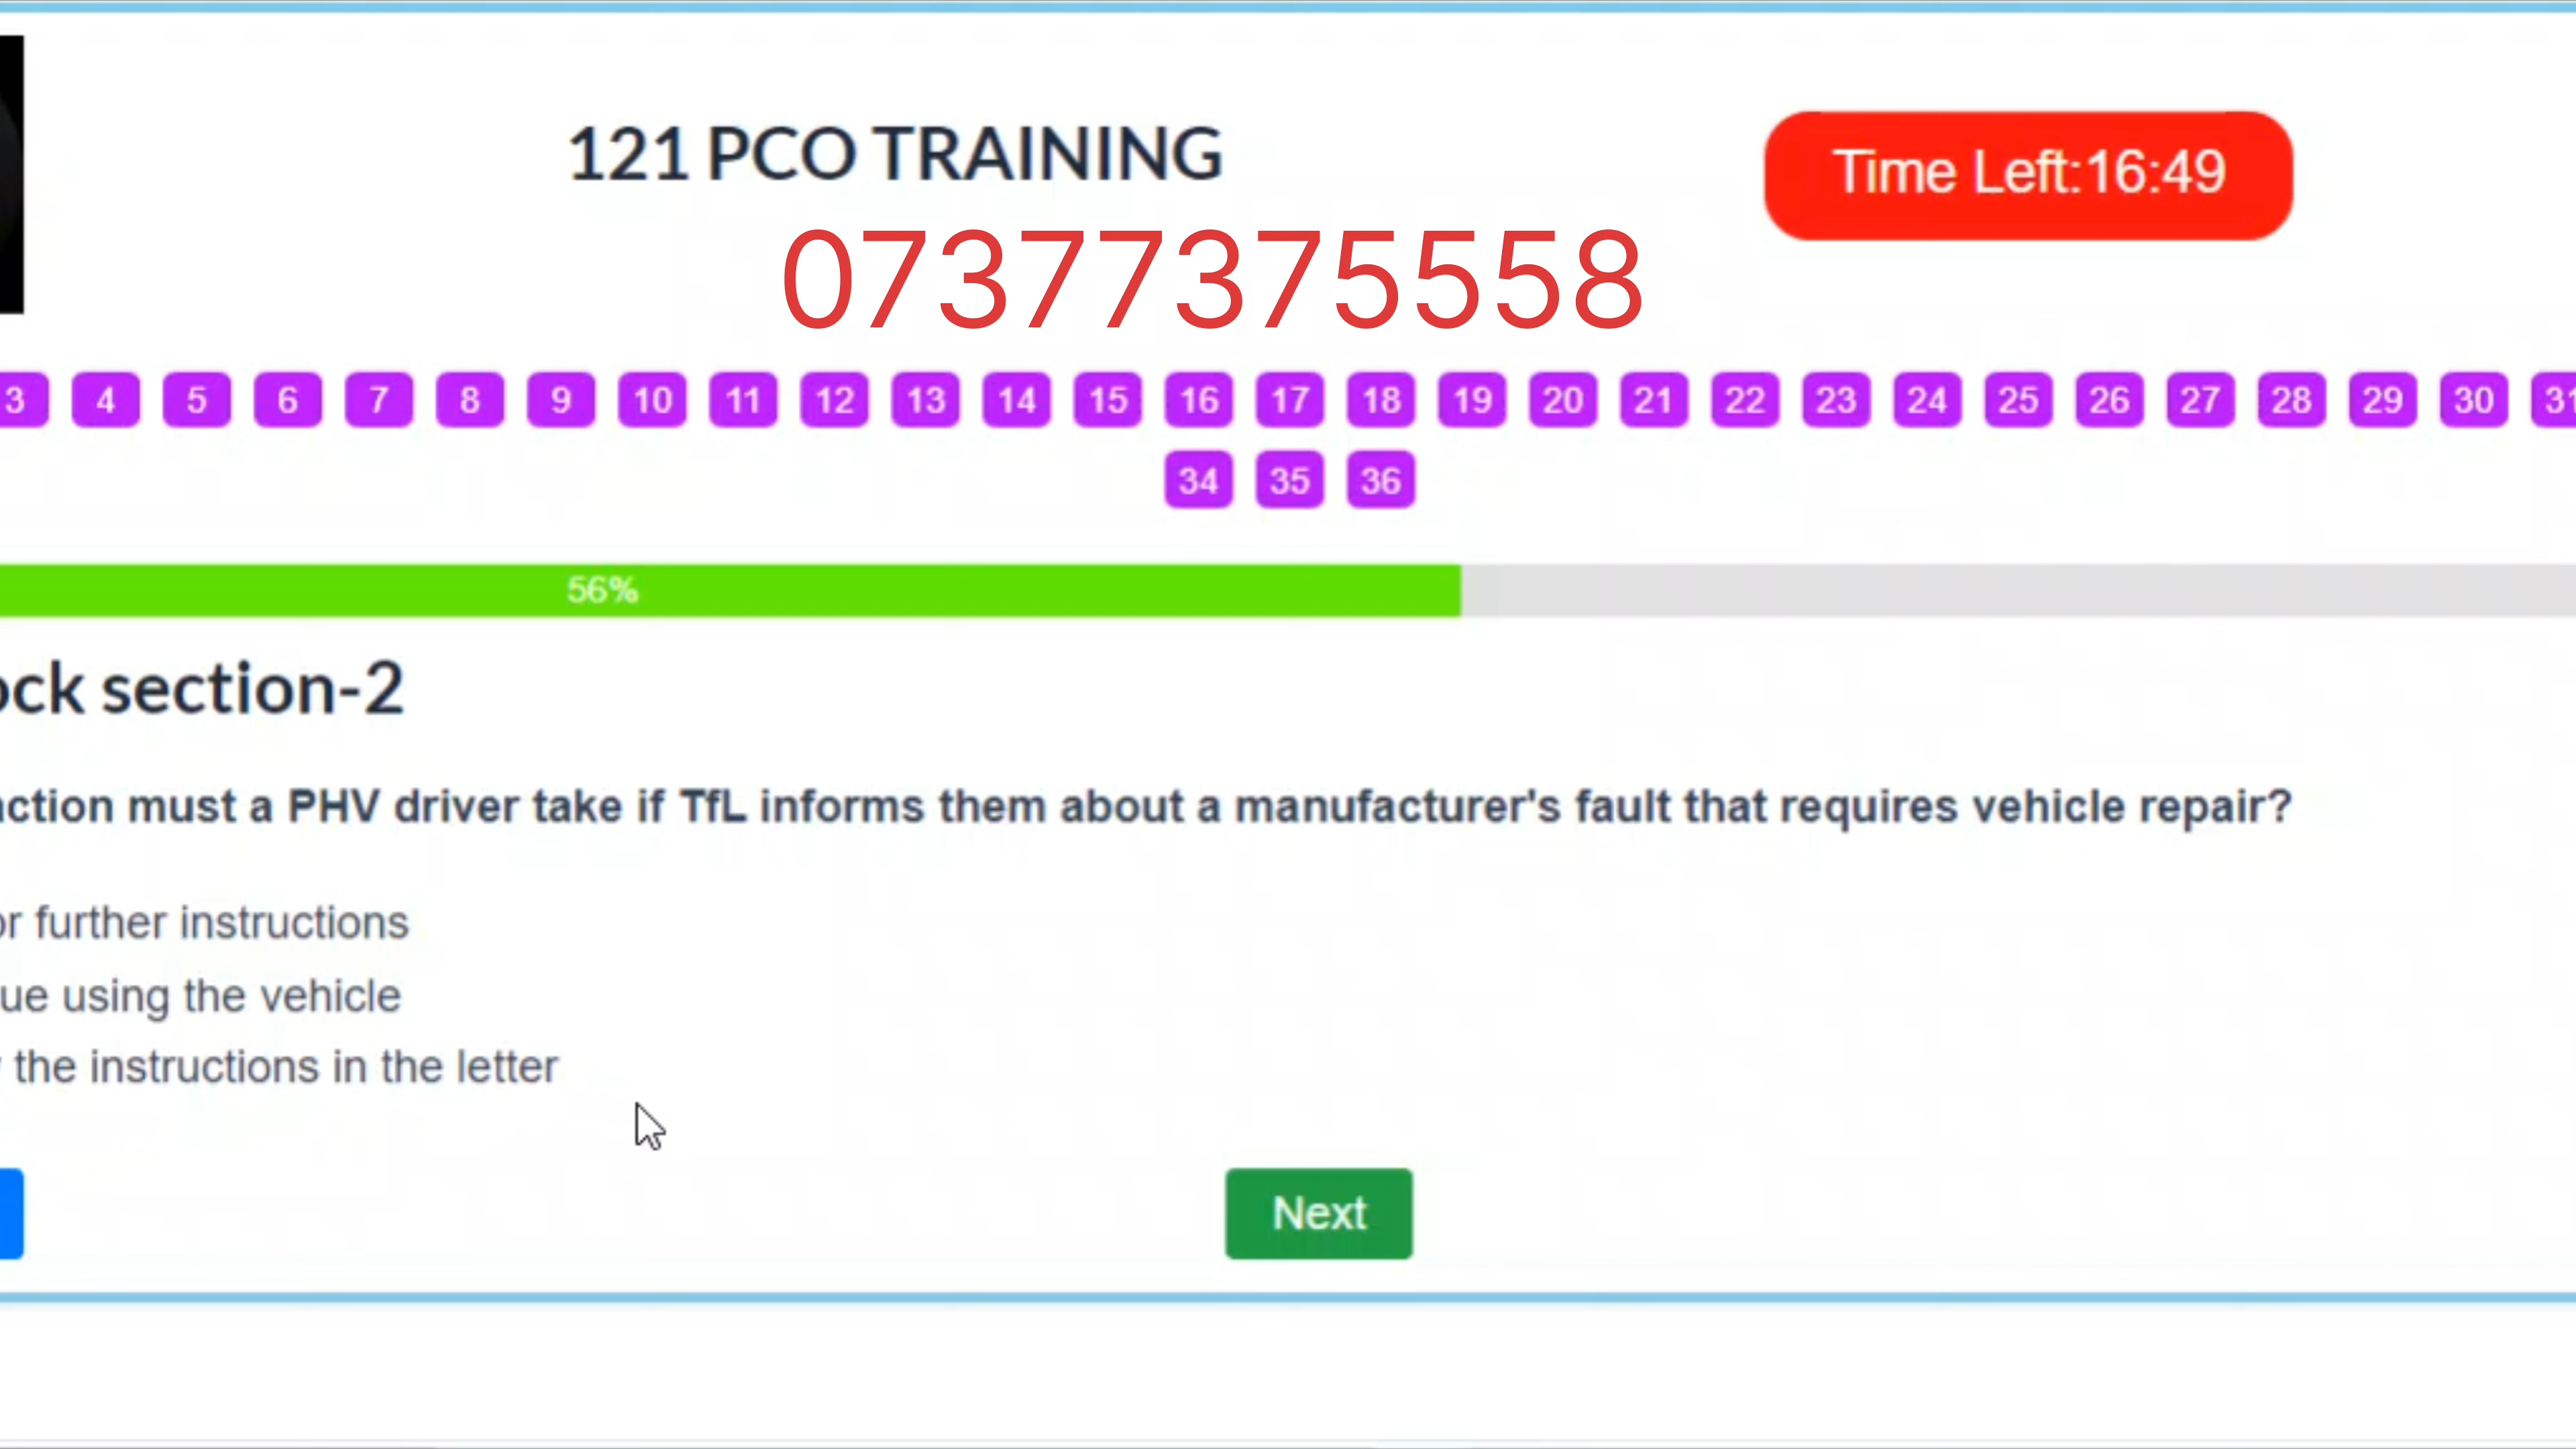 121 PCO TRAINING
Time Left:16:49
07377375558
3 4 5 6 7 8 9 10 11 12 13 14 15 16 17 18 19 20 21 22 23 24 25 26 27 28 29 30 31
34 35 36
56%
ock section-2
action must a PHV driver take if TfL informs them about a manufacturer's fault that requires vehicle repair?
or further instructions
ue using the vehicle
the instructions in the letter
Next